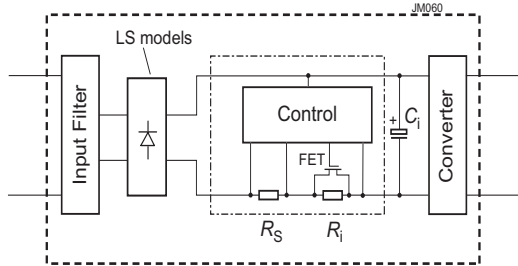 JM060
LS models
Input Filter
Control
FET
+
Ci
Converter
RS
Ri